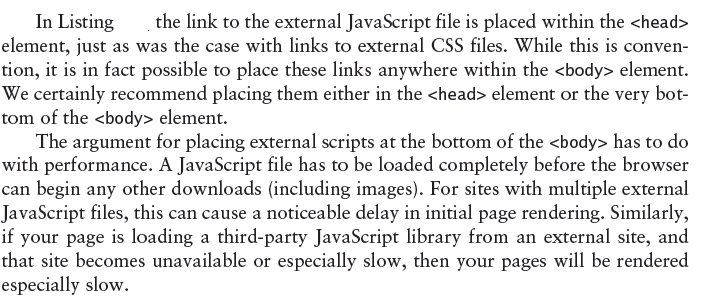 In Listing the link to the external JavaScript file is placed within the <head>
element, just as was the case with links to external CSS files. While this is conven-
tion, it is in fact possible to place these links anywhere within the <body> element.
We certainly recommend placing them either in the <head> element or the very bot-
tom of the <body> element.
The argument for placing external scripts at the bottom of the <body> has to do
with performance. A JavaScript file has to be loaded completely before the browser
can begin any other downloads (including images). For sites with multiple external
JavaScript files, this can cause a noticeable delay in initial page rendering. Similarly,
if your page is loading a third-party JavaScript library from an external site, and
that site becomes unavailable or especially slow, then your pages will be rendered
especially slow.